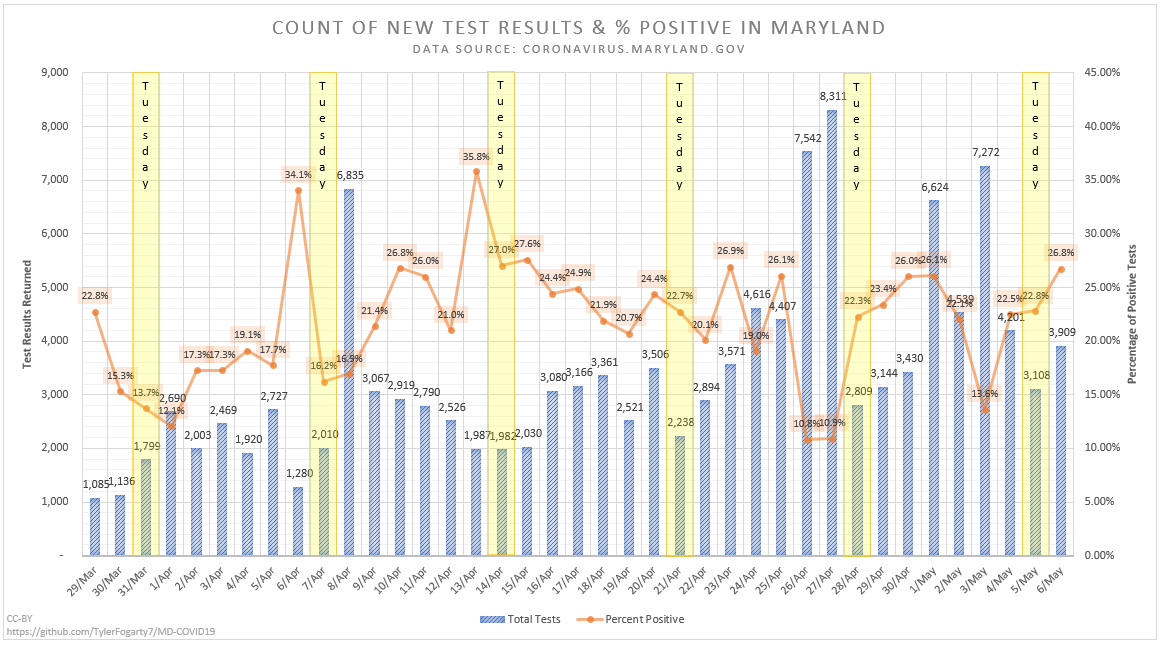 COUNT OF NEW TEST RESULTS & % POSITIVE IN MARYLAND
DATA SOURCE: CORONAVIRUS.MARYLAND.GOV
Test Results Returned
9,000
8,000
7,000
6,000
5,000
4,000
3,000
2,000
1,000
-
Tuesday
Tuesday
Tuesday
Tuesday
Tuesday
Tuesday
22.8%
15.3%
13.7%
12.1%
17.3%
17.3%
19.1%
17.7%
34.1%
16.2%
16.9%
21.4%
26.8%
26.0%
21.0%
35.8%
27.0%
27.6%
24.4%
24.9%
21.9%
20.7%
24.4%
22.7%
20.1%
26.9%
19.0%
26.1%
10.8%
10.9%
22.3%
23.4%
26.0%
26.1%
22.1%
13.6%
22.5%
22.8%
26.8%
1,085
1,136
1,799
2,690
2,003
2,469
1,920
2,727
1,280
2,010
6,835
3,067
2,919
2,790
2,526
1,987
1,982
2,030
3,080
3,166
3,361
2,521
3,506
2,238
2,894
3,571
4,616
4,407
7,542
8,311
2,809
3,144
3,430
6,624
4,539
7,272
4,201
3,108
3,909
45.00%
40.00%
35.00%
30.00%
25.00%
20.00%
15.00%
10.00%
5.00%
0.00%
Percentage of Positive Tests
29/Mar
30/Mar
31/Mar
1/Apr
2/Apr
3/Apr
4/Apr
5/Apr
6/Apr
7/Apr
8/Apr
9/Apr
10/Apr
11/Apr
12/Apr
13/Apr
14/Apr
15/Apr
16/Apr
17/Apr
18/Apr
19/Apr
20/Apr
21/Apr
22/Apr
23/Apr
24/Apr
25/Apr
26/Apr
27/Apr
28/Apr
29/Apr
30/Apr
1/May
2/May
3/May
4/May
5/May
6/May
Total Tests
Percent Positive
CC-BY
https://github.com/TylerFogarty7/MD-COVID19